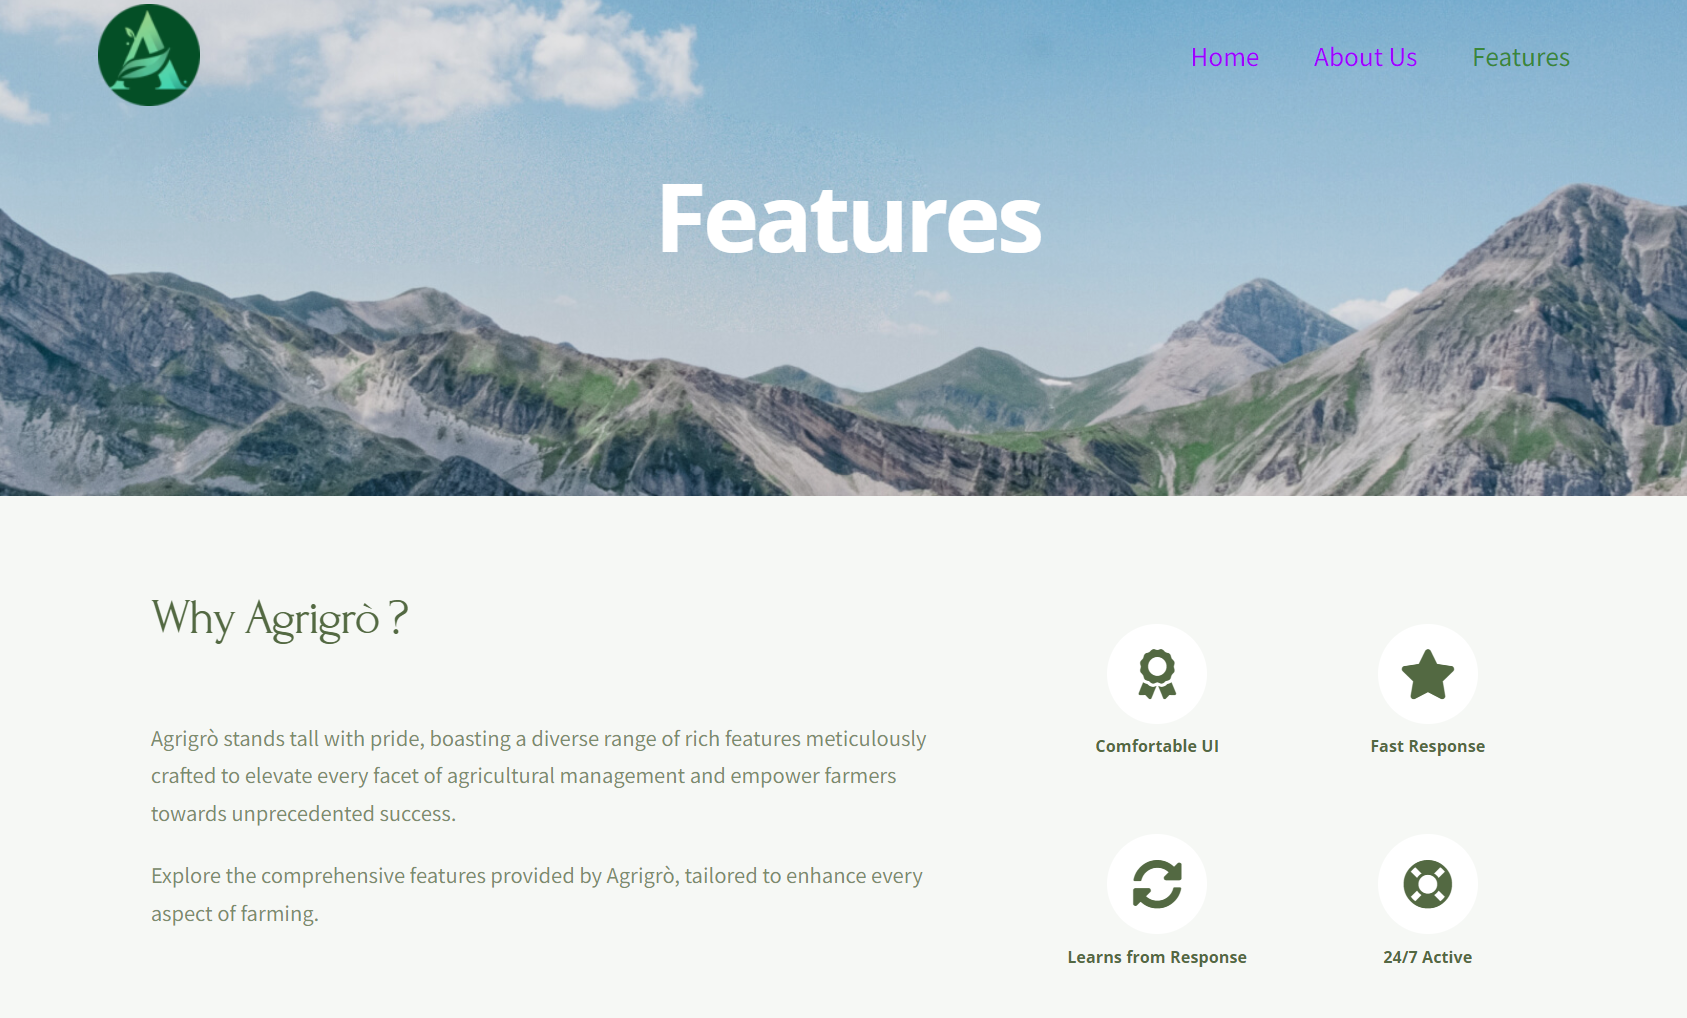 Home About Us Features
Features
Why Agrigrò ?
Agrigrò stands tall with pride, boasting a diverse range of rich features meticulously
crafted to elevate every facet of agricultural management and empower farmers
towards unprecedented success.
Explore the comprehensive features provided by Agrigrò, tailored to enhance every
aspect of farming.
Comfortable UI
Fast Response
Learns from Response
24/7 Active